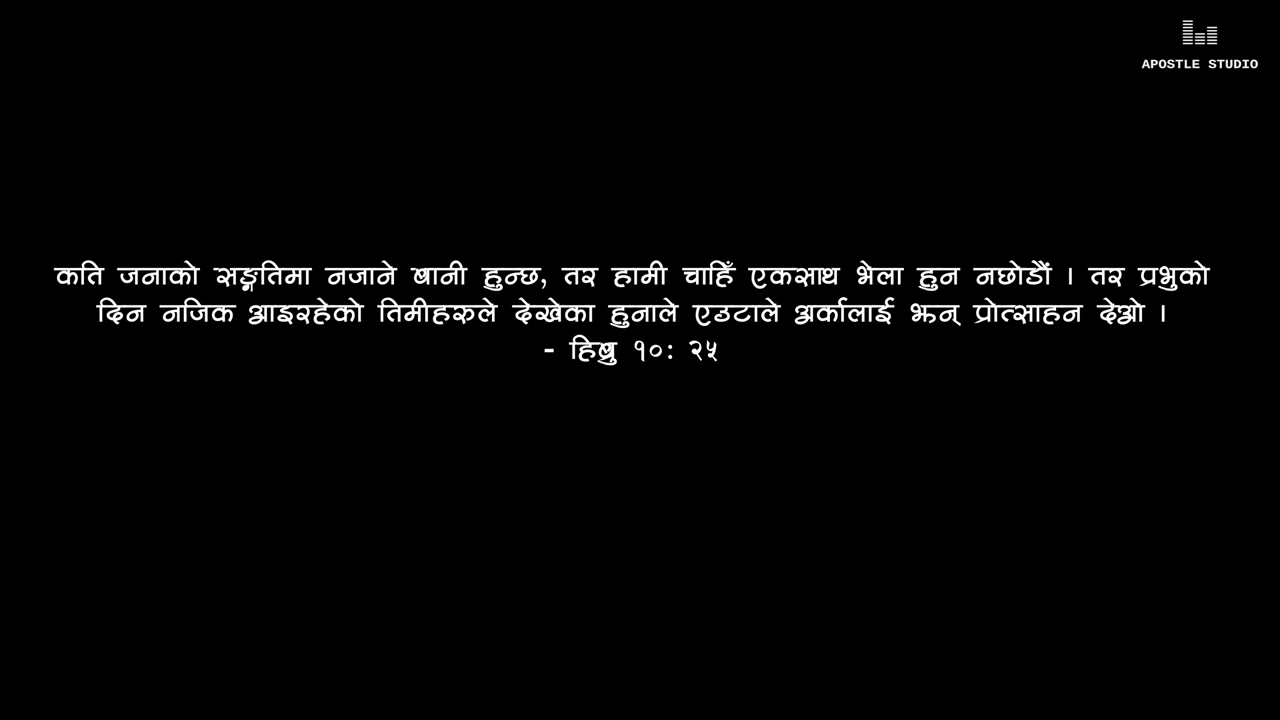 APOSTLE STUDIO
कति जनाको सङ्गतिमा नजाने बानी हुन्छ, तर हामी चाहिँ एकसाथ भेला हुन नछोडौं । तर प्रभुको
दिन नजिक आइरहेको तिमीहरुले देखेका हुनाले एउटाले अर्कालाई झन् प्रोत्साहन देओ ।
- हिब्रु १०: २५